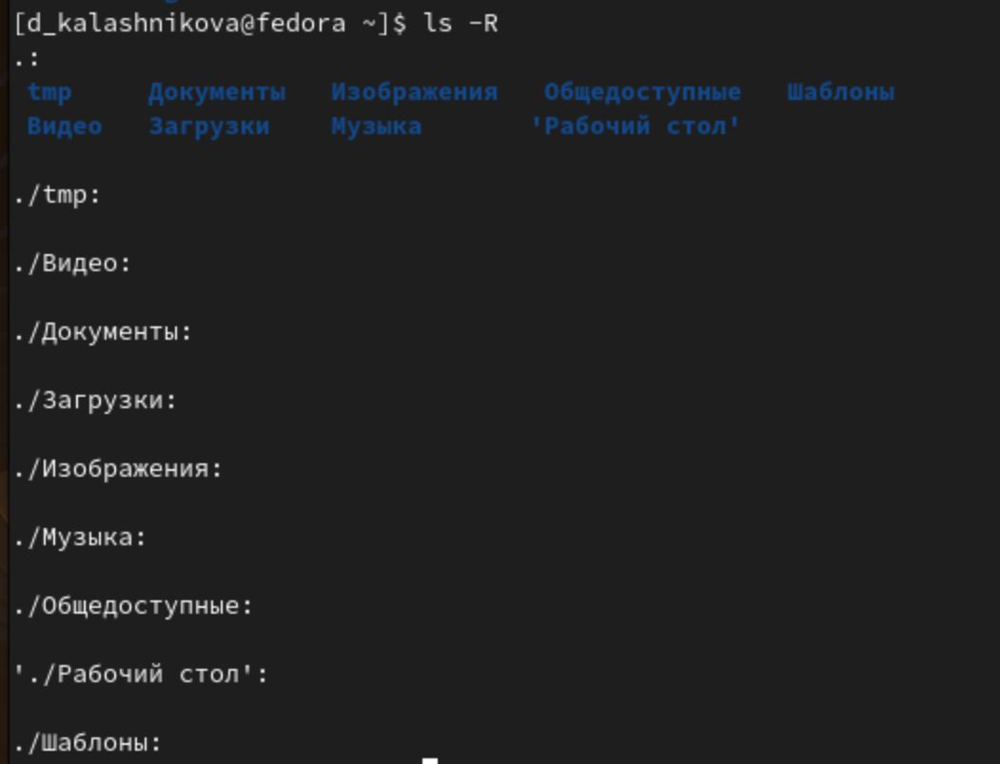 [d_kalashnikova@fedora ~]$ ls -R
.:
tmp Документы Изображения Общедоступные Шаблоны
Видео Загрузки Музыка 'Рабочий стол'
./tmp:
./Видео:
./Документы:
./Загрузки:
./Изображения:
./Музыка:
./Общедоступные:
'./Рабочий стол':
./Шаблоны: